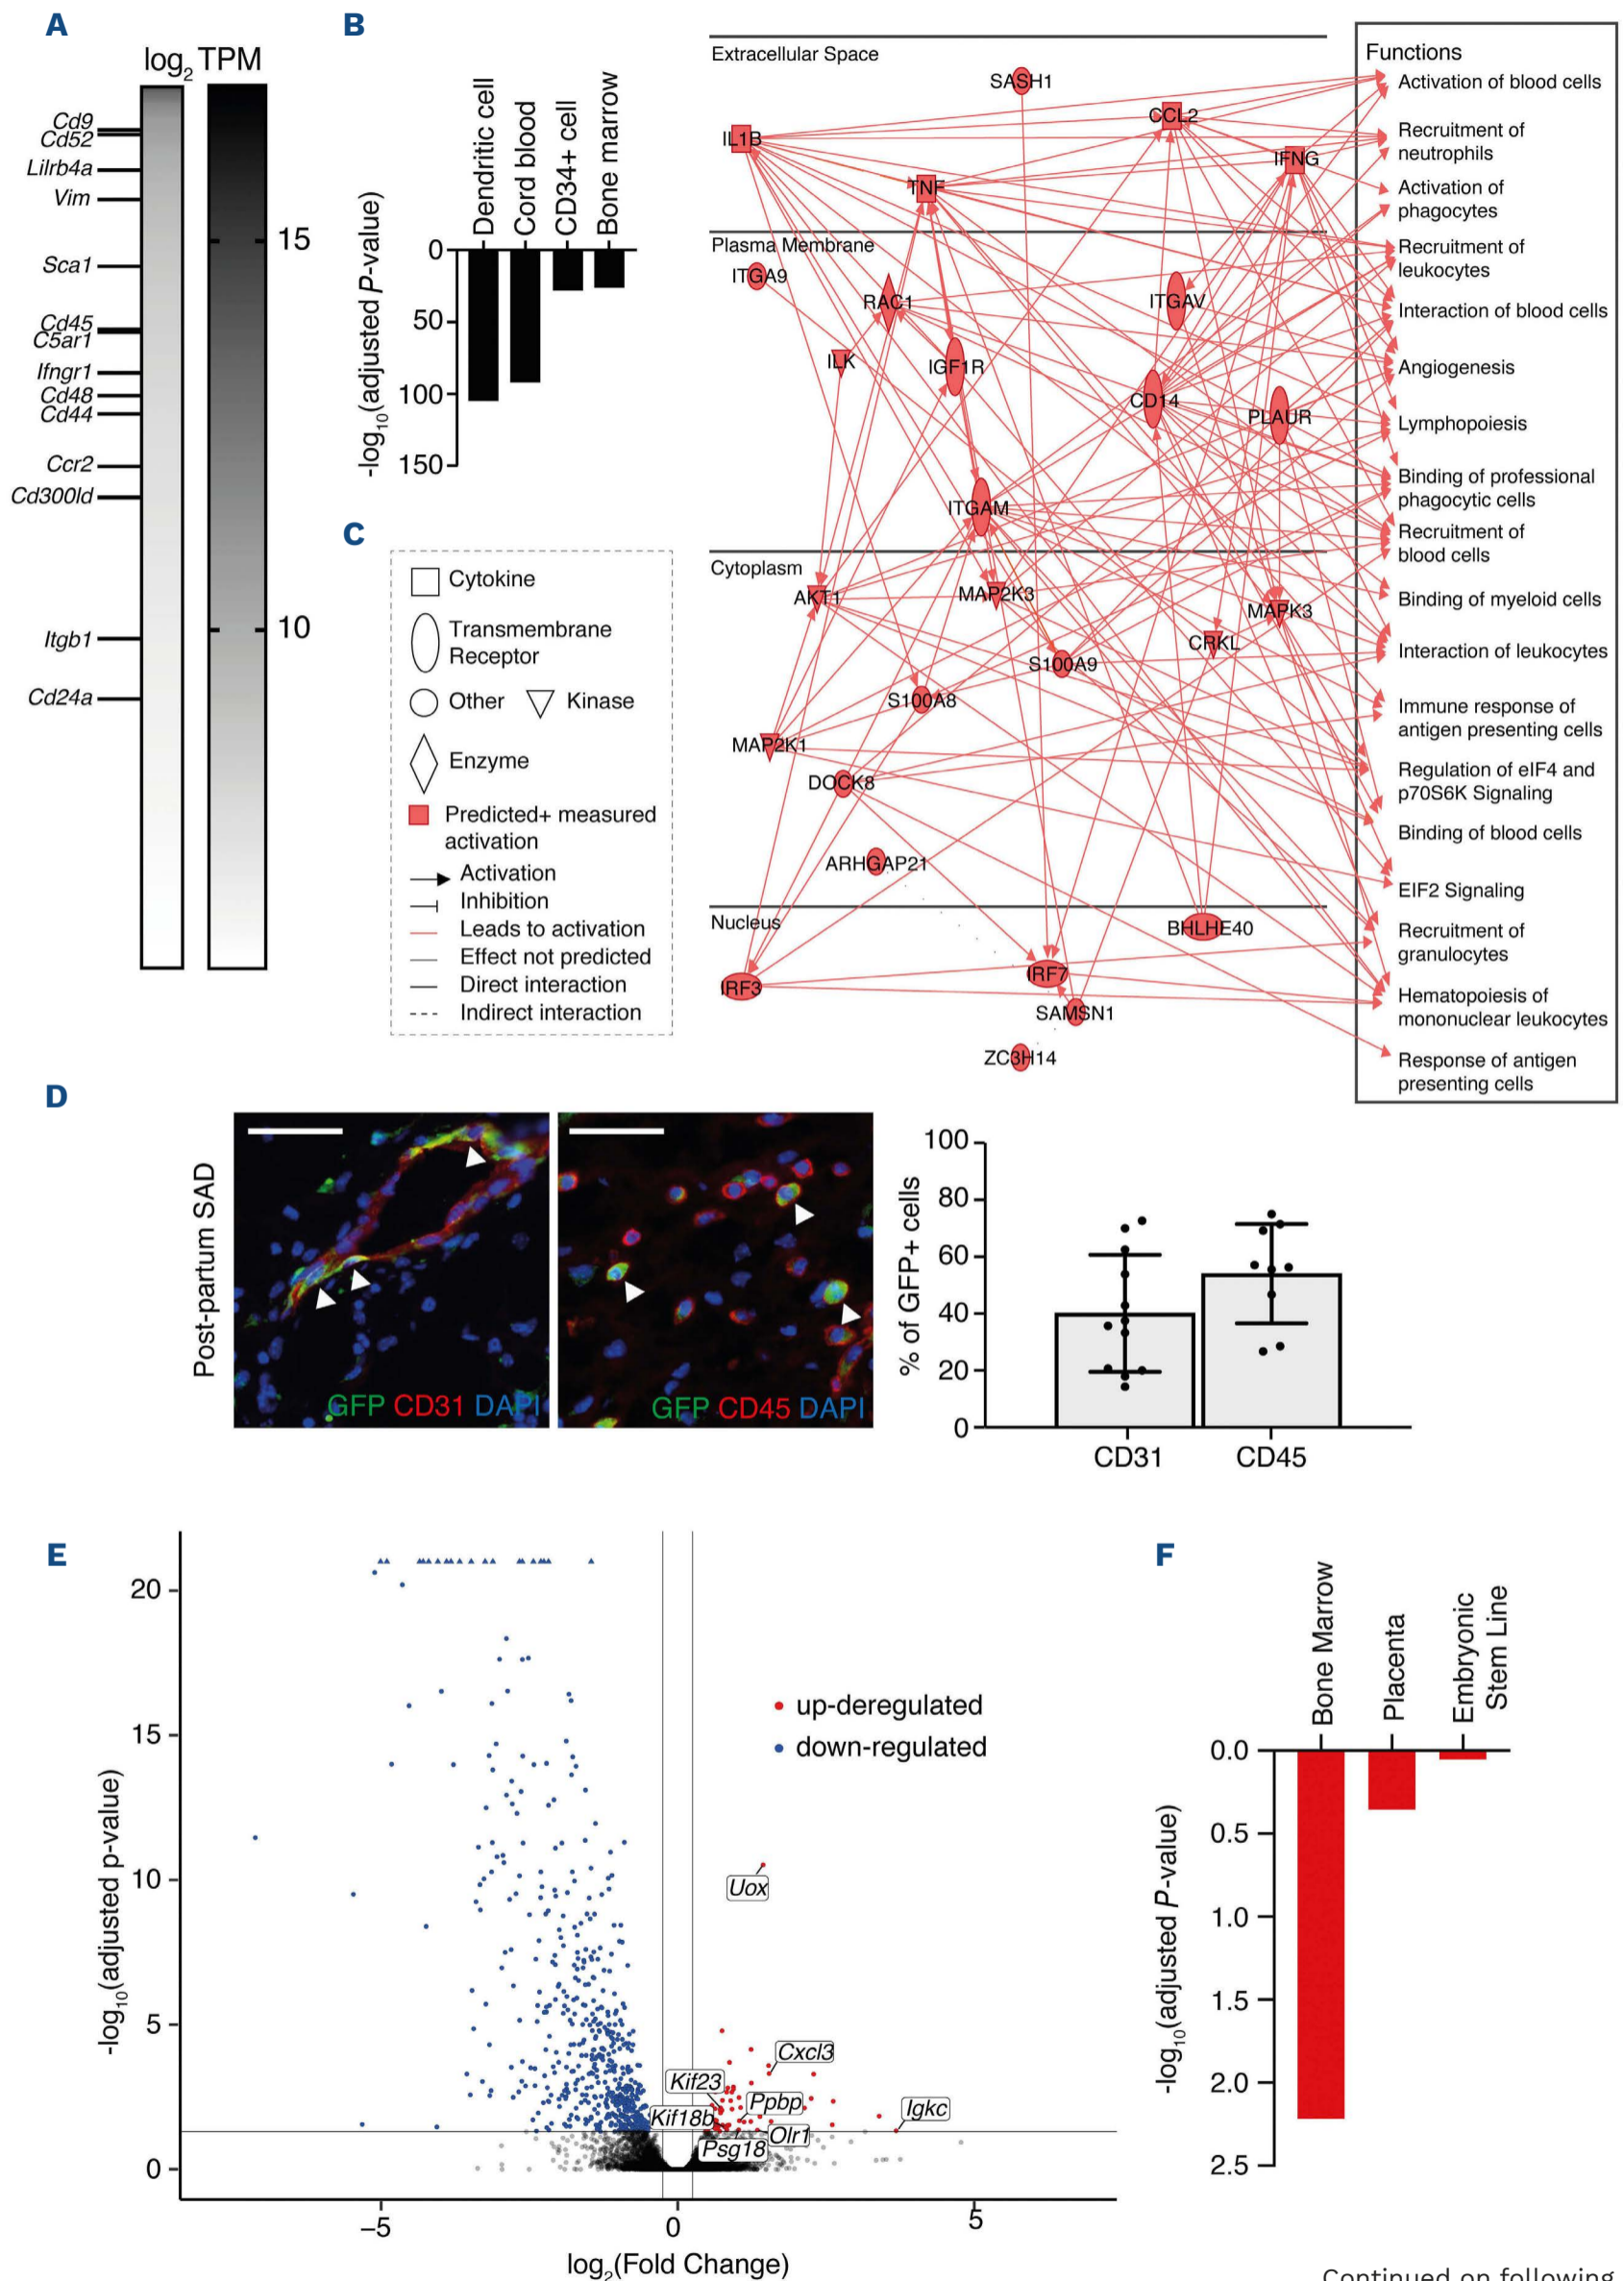 A
log2 TPM
Cd9
Cd52
Lilrb4a
Vim
Sca1
Cd45
C5ar1
Ifngr1
Cd48
Cd44
Ccr2
Cd300ld
Itgb1
Cd24a
15
10
B
Dendritic cell
Cord blood
CD34+ cell
Bone marrow
-log10(adjusted P-value)
0
50
100
150
C
Cytokine
Transmembrane
Receptor
Other
Kinase
Enzyme
Predicted+ measured
activation
Activation
Inhibition
Leads to activation
Effect not predicted
Direct interaction
Indirect interaction
Extracellular Space
SASH1
CCL2
IL1B
IFNG
TNF
Plasma Membrane
ITGA9
RAC1
ITGAV
ILK
IGF1R
CD14
PLAUR
ITGAM
Cytoplasm
AKT1
MAP2K3
MAPK3
CRKL
S100A9
S100A8
MAP2K1
DOCK8
ARHGAP21
Nucleus
BHLHE40
IRF3
IRF7
SAMSN1
ZC3H14
Functions
Activation of blood cells
Recruitment of
neutrophils
Activation of
phagocytes
Recruitment of
leukocytes
Interaction of blood cells
Angiogenesis
Lymphopoiesis
Binding of professional
phagocytic cells
Recruitment of
blood cells
Binding of myeloid cells
Interaction of leukocytes
Immune response of
antigen presenting cells
Regulation of eIF4 and
p70S6K Signaling
Binding of blood cells
EIF2 Signaling
Recruitment of
granulocytes
Hematopoiesis of
mononuclear leukocytes
Response of antigen
presenting cells
D
Post-partum SAD
GFP CD31 DAPI
GFP CD45 DAPI
% of GFP+ cells
100
80
60
40
20
0
CD31
CD45
E
-log10(adjusted p-value)
20
15
10
5
0
up-deregulated
down-regulated
Uox
Cxcl3
Kif23
Ppbp
Igkc
Kif18b
Olr1
Psg18
−5
0
5
log2(Fold Change)
F
Bone Marrow
Placenta
Embryonic
Stem Line
-log10(adjusted P-value)
0.0
0.5
1.0
1.5
2.0
2.5
Continued on following